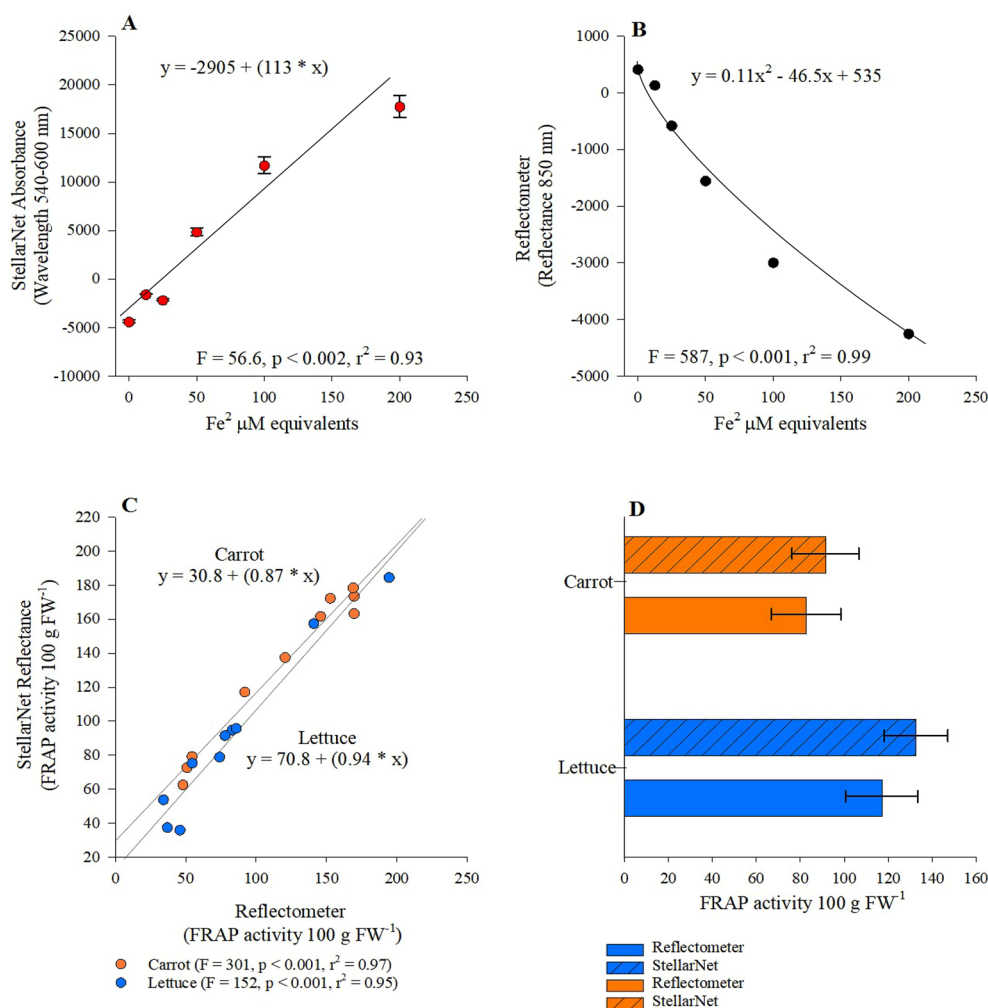 A
25000
20000
15000
10000
5000
0
-5000
-10000
StellarNet Absorbance
(Wavelength 540-600 nm)
y = -2905 + (113 * x)
F = 56.6, p < 0.002, r² = 0.93
0 50 100 150 200 250
Fe² μM equivalents
B
1000
0
-1000
-2000
-3000
-4000
-5000
Reflectometer
(Reflectance 850 nm)
y = 0.11x² - 46.5x + 535
F = 587, p < 0.001, r² = 0.99
0 50 100 150 200 250
Fe² μM equivalents
C
220
200
180
160
140
120
100
80
60
40
20
StellarNet Reflectance
(FRAP activity 100 g FW⁻¹)
Carrot
y = 30.8 + (0.87 * x)
Lettuce
y = 70.8 + (0.94 * x)
0 50 100 150 200 250
Reflectometer
(FRAP activity 100 g FW⁻¹)
Carrot (F = 301, p < 0.001, r² = 0.97)
Lettuce (F = 152, p < 0.001, r² = 0.95)
D
Carrot
Lettuce
0 20 40 60 80 100 120 140 160
FRAP activity 100 g FW⁻¹
Reflectometer
StellarNet
Reflectometer
StellarNet